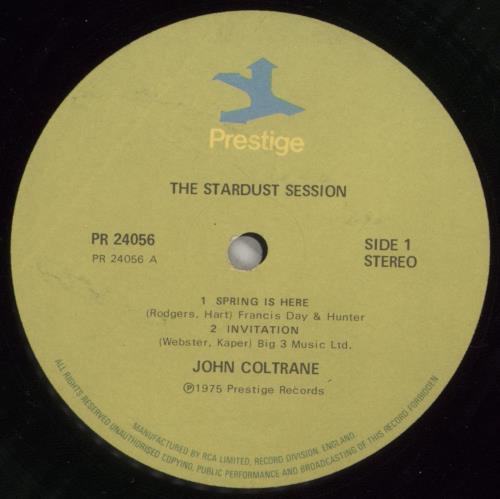 Prestige
THE STARDUST SESSION
PR 24056
PR 24056 A
SIDE 1
STEREO
1 SPRING IS HERE
(Rodgers, Hart) Francis Day & Hunter
2 INVITATION
(Webster, Kaper) Big 3 Music Ltd.
JOHN COLTRANE
℗1975 Prestige Records
MANUFACTURED BY RCA LIMITED, RECORD DIVISION, ENGLAND.
ALL RIGHTS RESERVED UNAUTHORISED COPYING, PUBLIC PERFORMANCE AND BROADCASTING OF THIS RECORD FORBIDDEN